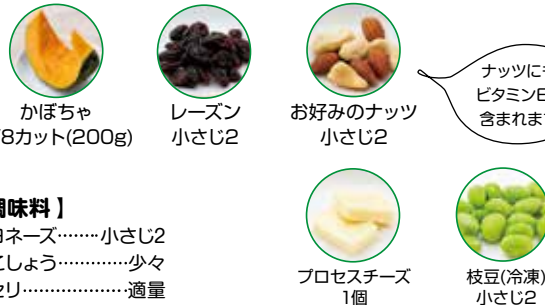 かぼちゃ
8カット(200g)
レーズン
小さじ2
お好みのナッツ
小さじ2
ナッツに
ビタミンE
含まれま
味料】
ネーズ………小さじ2
こしょう……………少々
セリ…………………適量
プロセスチーズ
1個
枝豆(冷凍)
小さじ2